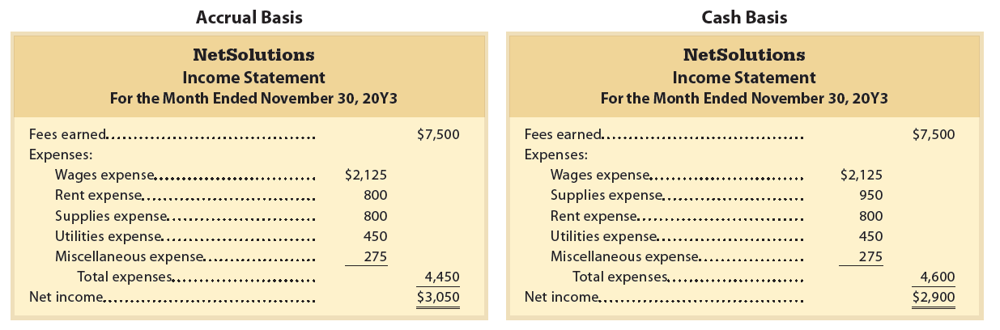 Accrual Basis
NetSolutions
Income Statement
For the Month Ended November 30, 20Y3
Fees earned........................................ $7,500
Expenses:
Wages expense.................................. $2,125
Rent expense.................................... 800
Supplies expense............................... 800
Utilities expense................................ 450
Miscellaneous expense....................... 275
Total expenses.............................. 4,450
Net income......................................... $3,050
Cash Basis
NetSolutions
Income Statement
For the Month Ended November 30, 20Y3
Fees earned........................................ $7,500
Expenses:
Wages expense.................................. $2,125
Supplies expense............................... 950
Rent expense.................................... 800
Utilities expense................................ 450
Miscellaneous expense....................... 275
Total expenses.............................. 4,600
Net income......................................... $2,900